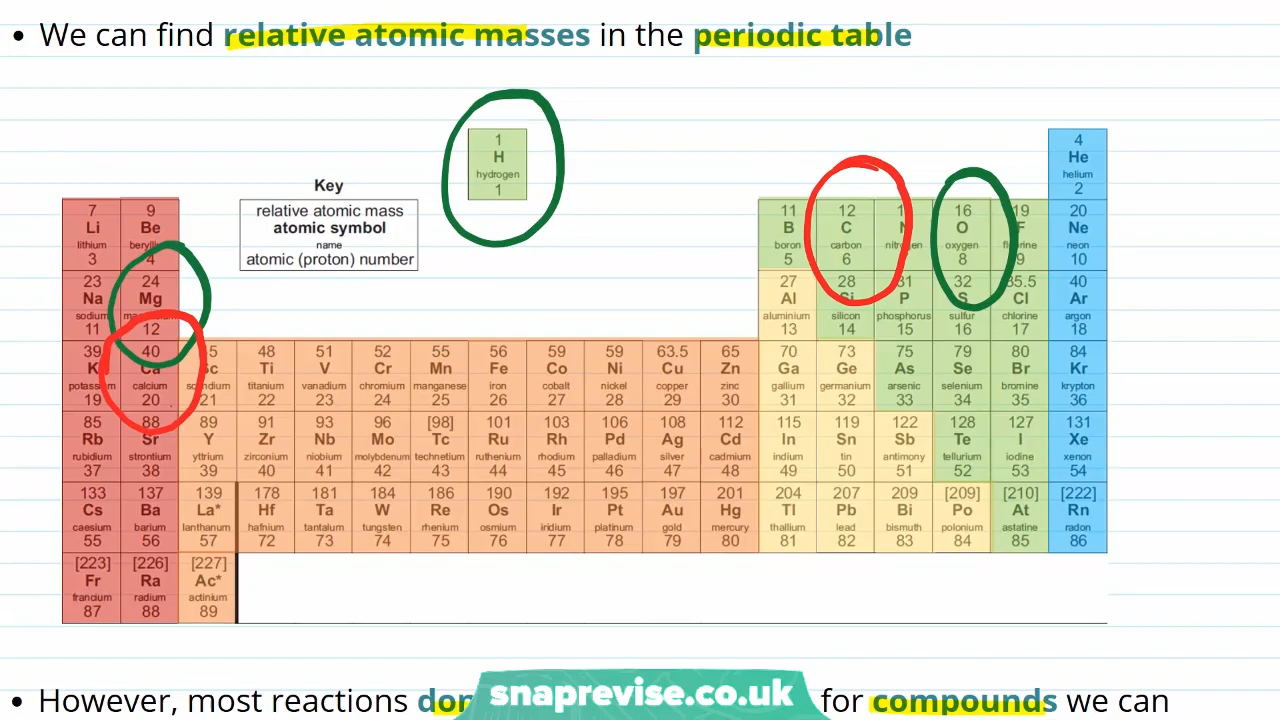 • We can find relative atomic masses in the periodic table
1 4
H He
hydrogen helium
1 2
Key
relative atomic mass
atomic symbol
name
atomic (proton) number
7 9 11 12 16 19 20
Li Be B C O F Ne
lithium boron carbon oxygen neon
3 4 5 6 8 9 10
23 24 27 28 31 32 35.5 40
Na Mg Al Si P S Cl Ar
sodium aluminium silicon phosphorus sulfur chlorine argon
11 12 13 14 15 16 17 18
39 40 48 51 52 55 56 59 59 63.5 65 70 73 75 79 80 84
K Ca Sc Ti V Cr Mn Fe Co Ni Cu Zn Ga Ge As Se Br Kr
calcium titanium vanadium chromium manganese iron cobalt nickel copper zinc gallium germanium arsenic selenium bromine krypton
19 20 21 22 23 24 25 26 27 28 29 30 31 32 33 34 35 36
85 88 89 91 93 96 [98] 101 103 106 108 112 115 119 122 128 127 131
Rb Sr Y Zr Nb Mo Tc Ru Rh Pd Ag Cd In Sn Sb Te I Xe
rubidium strontium yttrium zirconium niobium molybdenum technetium ruthenium rhodium palladium silver cadmium indium tin antimony tellurium iodine xenon
37 38 39 40 41 42 43 44 45 46 47 48 49 50 51 52 53 54
133 137 139 178 181 184 186 190 192 195 197 201 204 207 209 [209] [210] [222]
Cs Ba La* Hf Ta W Re Os Ir Pt Au Hg Tl Pb Bi Po At Rn
caesium barium lanthanum hafnium tantalum tungsten rhenium osmium iridium platinum gold mercury thallium lead bismuth polonium astatine radon
55 56 57 72 73 74 75 76 77 78 79 80 81 82 83 84 85 86
[223] [226] [227]
Fr Ra Ac*
francium radium actinium
87 88 89
• However, most reactions for compounds we can
snaprevise.co.uk